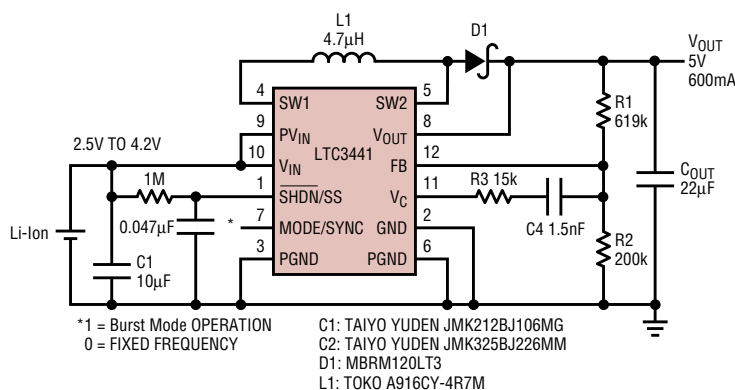 L1
4.7µH
D1
VOUT
5V
600mA
4
SW1
SW2
5
9
PVIN
VOUT
8
R1
619k
2.5V TO 4.2V
10
VIN
LTC3441
FB
12
1M
1
SHDN/SS
VC
11
R3 15k
COUT
22µF
Li-Ion
0.047µF
*
7
MODE/SYNC
GND
2
C4 1.5nF
R2
200k
3
PGND
PGND
6
C1
10µF
*1 = Burst Mode OPERATION
0 = FIXED FREQUENCY
C1: TAIYO YUDEN JMK212BJ106MG
C2: TAIYO YUDEN JMK325BJ226MM
D1: MBRM120LT3
L1: TOKO A916CY-4R7M